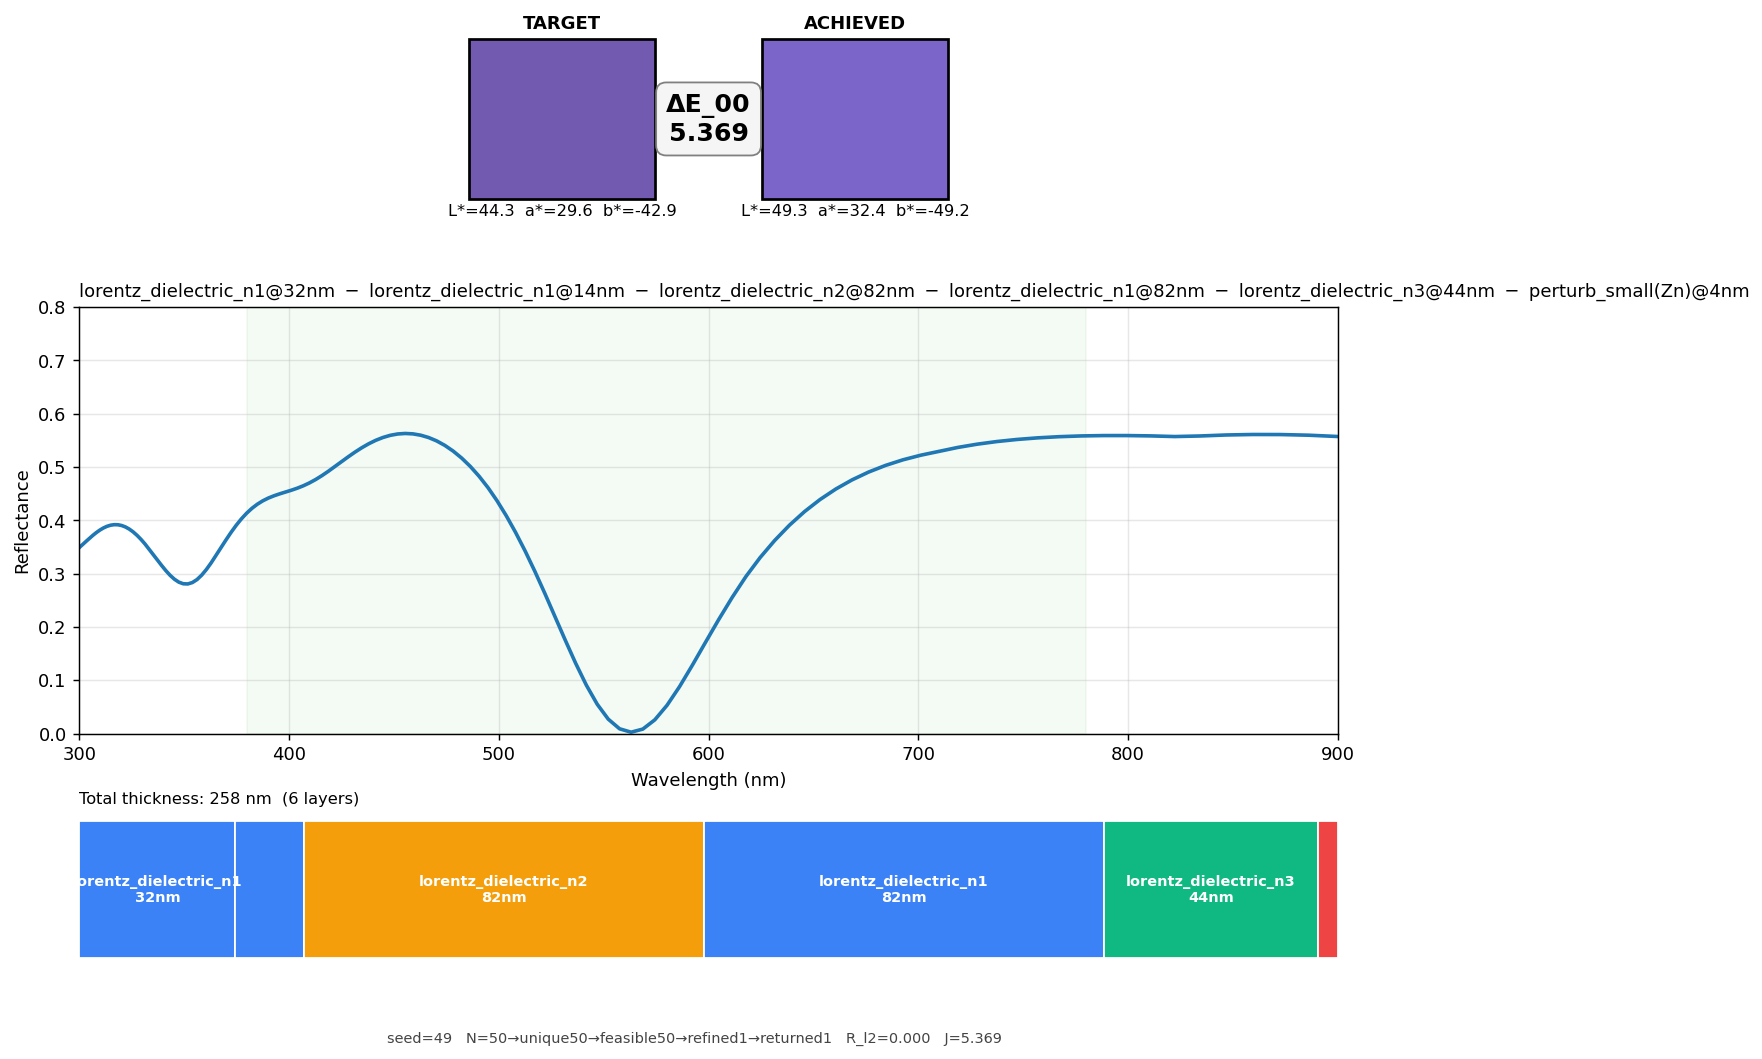 TARGET
ACHIEVED
ΔE_00
5.369
L*=44.3  a*=29.6  b*=-42.9
L*=49.3  a*=32.4  b*=-49.2
lorentz_dielectric_n1@32nm − lorentz_dielectric_n1@14nm − lorentz_dielectric_n2@82nm − lorentz_dielectric_n1@82nm − lorentz_dielectric_n3@44nm − perturb_small(Zn)@4nm
0.8
0.7
0.6
0.5
0.4
0.3
0.2
0.1
0.0
Reflectance
300 400 500 600 700 800 900
Wavelength (nm)
Total thickness: 258 nm  (6 layers)
orentz_dielectric_n1
32nm
lorentz_dielectric_n2
82nm
lorentz_dielectric_n1
82nm
lorentz_dielectric_n3
44nm
seed=49   N=50→unique50→feasible50→refined1→returned1   R_l2=0.000   J=5.369